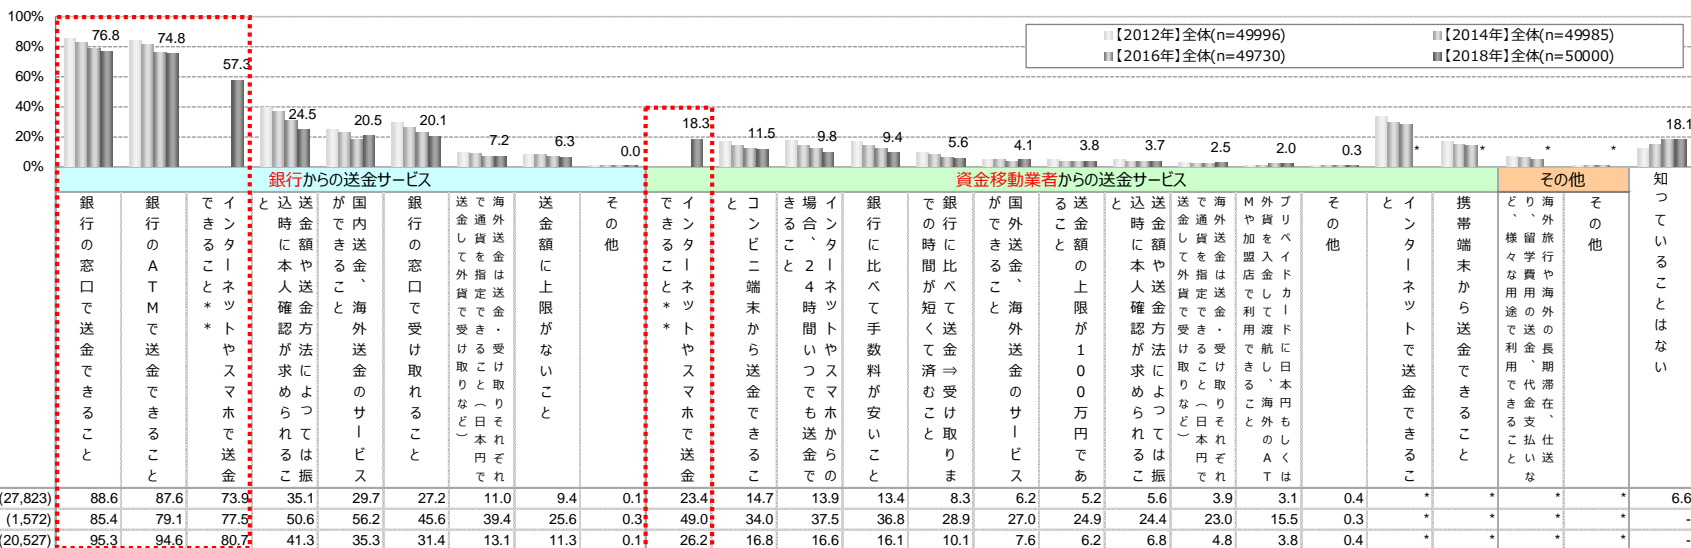 100%
80%
60%
40%
20%
0%
76.8
74.8
57.3
24.5
20.5
20.1
7.2
6.3
0.0
18.3
11.5
9.8
9.4
5.6
4.1
3.8
3.7
2.5
2.0
0.3
*
*
*
*
18.1
【2012年】全体(n=49996)
【2014年】全体(n=49985)
【2016年】全体(n=49730)
【2018年】全体(n=50000)
銀行からの送金サービス
資金移動業者からの送金サービス
その他
銀行の窓口で送金できること
銀行のATMで送金できること
インターネットやスマホで送金
できること**
送金額や送金方法によっては振
込時に本人確認が求められるこ
と
国内送金、海外送金のサービス
ができること
銀行の窓口で受け取れること
海外送金は送金・受け取りそれぞれ
で通貨を指定できること(日本円で
送金して外貨で受け取りなど)
送金額に上限がないこと
その他
インターネットやスマホで送金
できること**
コンビニ端末から送金できるこ
と
インターネットやスマホからの
場合、24時間いつでも送金で
きること
銀行に比べて手数料が安いこと
銀行に比べて送金⇒受け取りま
での時間が短くて済むこと
国外送金、海外送金のサービス
ができること
送金額の上限が100万円であ
ること
送金額や送金方法によっては振
込時に本人確認が求められるこ
と
海外送金は送金・受け取りそれぞれ
で通貨を指定できること(日本円で
送金して外貨で受け取りなど)
プリペイドカードに日本円もしくは
外貨を入金して渡航し、海外のAT
Mや加盟店で利用できること
その他
インターネットで送金できるこ
と
携帯端末から送金できること
海外旅行や海外の長期滞在、仕送
り、留学費用の送金、代金支払いな
ど、様々な用途で利用できること
その他
知っていることはない
(27,823) 88.6 87.6 73.9 35.1 29.7 27.2 11.0 9.4 0.1 23.4 14.7 13.9 13.4 8.3 6.2 5.2 5.6 3.9 3.1 0.4 * * * * 6.6
(1,572) 85.4 79.1 77.5 50.6 56.2 45.6 39.4 25.6 0.3 49.0 34.0 37.5 36.8 28.9 27.0 24.9 24.4 23.0 15.5 0.3 * * * * -
(20,527) 95.3 94.6 80.7 41.3 35.3 31.4 13.1 11.3 0.1 26.2 16.8 16.6 16.1 10.1 7.6 6.2 6.8 4.8 3.8 0.4 * * * * -